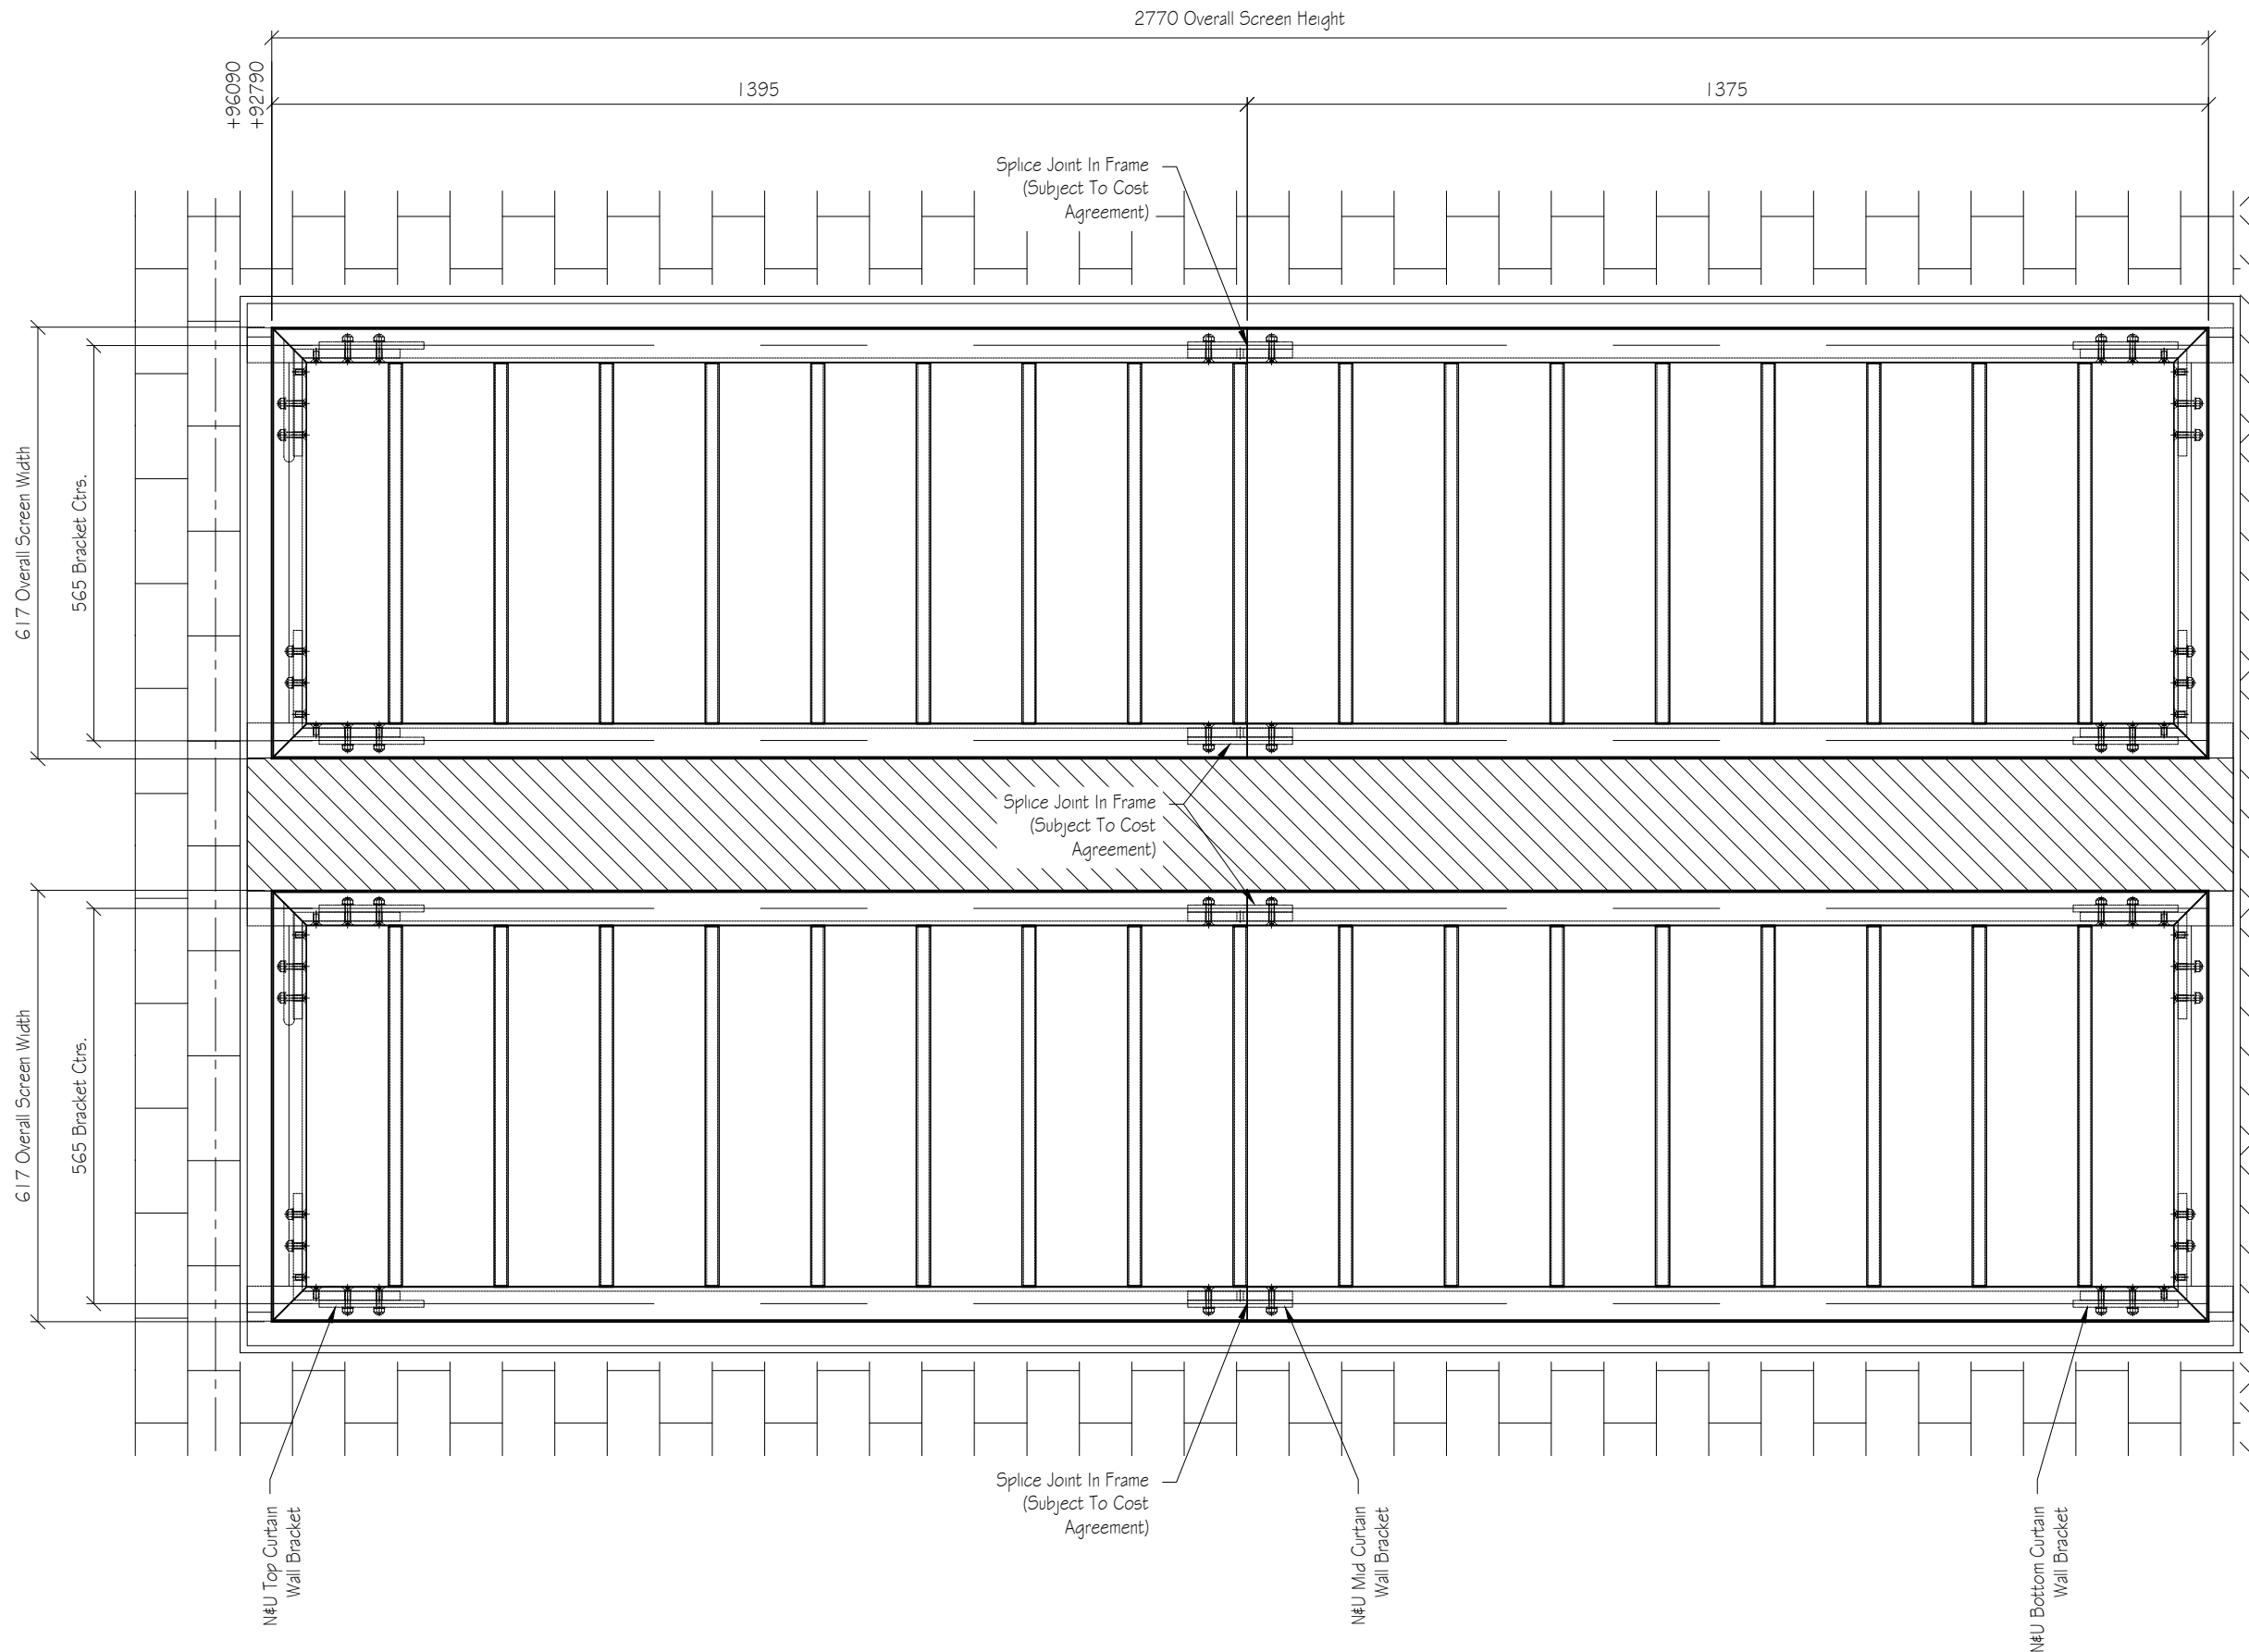 2770 Overall Screen Height
+96090
+92790
1395
1375
Splice Joint In Frame
(Subject To Cost
Agreement)
617 Overall Screen Width
565 Bracket Ctrs.
Splice Joint In Frame
(Subject To Cost
Agreement)
617 Overall Screen Width
565 Bracket Ctrs.
Splice Joint In Frame
(Subject To Cost
Agreement)
N&U Top Curtain
Wall Bracket
N&U Mid Curtain
Wall Bracket
N&U Bottom Curtain
Wall Bracket